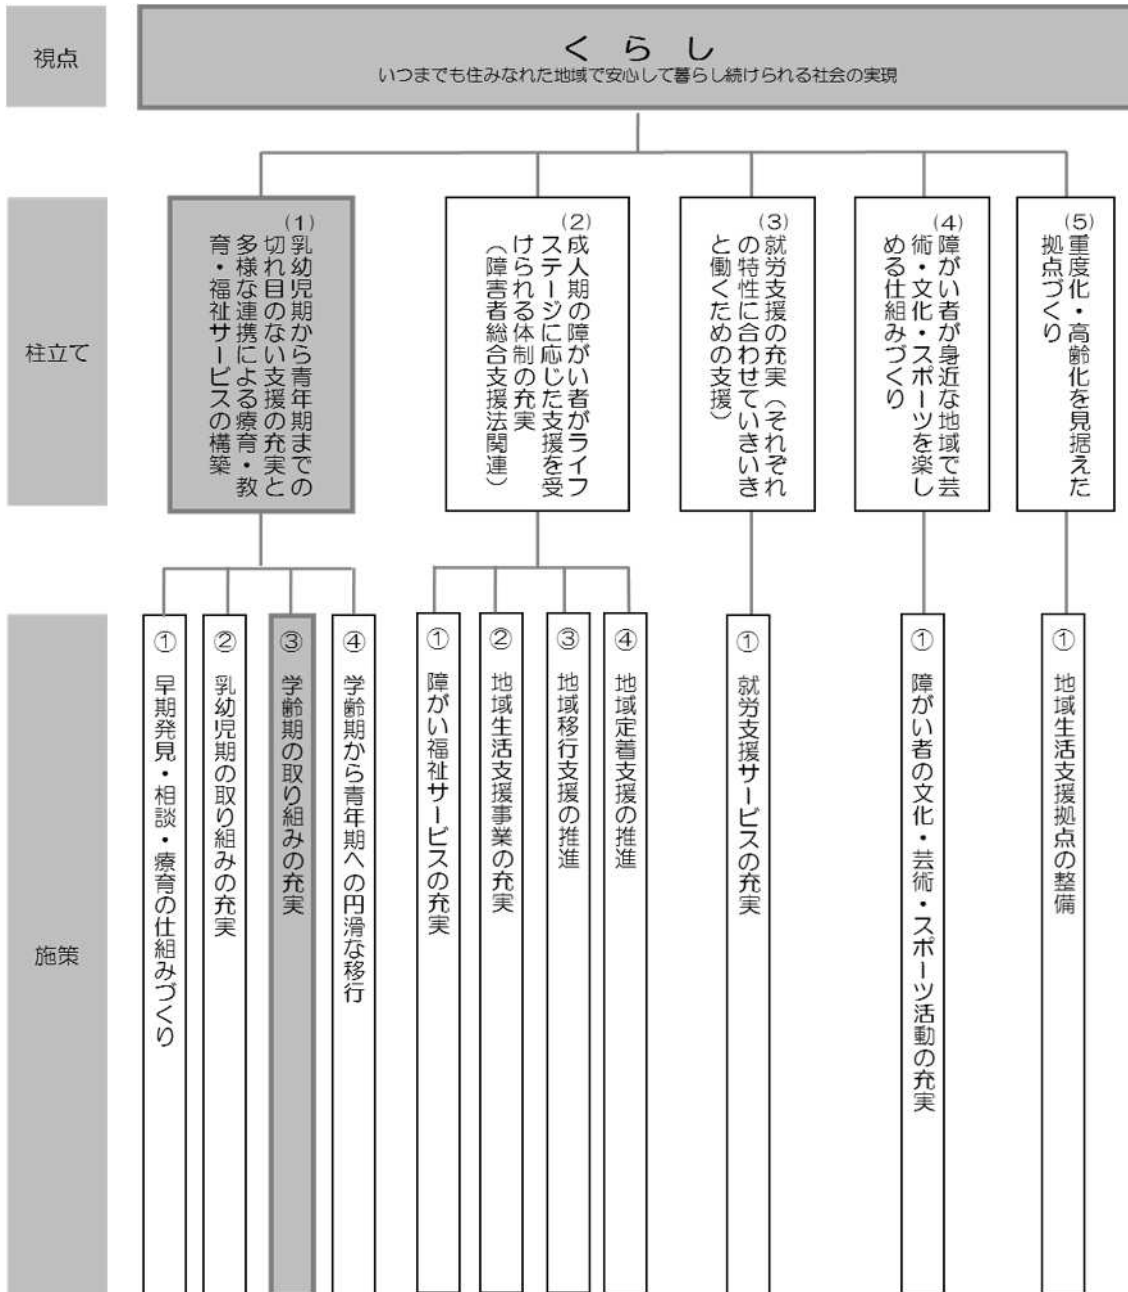 視点
くらし
いつまでも住みなれた地域で安心して暮らし続けられる社会の実現
柱立て
(1)
乳幼児期から青年期までの
切れ目のない支援の充実と
多様な連携による療育・教
育・福祉サービスの構築
(2)
成人期の障がい者がライフ
ステージに応じた支援を受
けられる体制の充実
（障害者総合支援法関連）
(3)
就労支援の充実（それぞれ
の特性に合わせていきいき
と働くための支援）
(4)
障がい者が身近な地域で芸
術・文化・スポーツを楽し
める仕組みづくり
(5)
重度化・高齢化を見据えた
拠点づくり
施策
① 早期発見・相談・療育の仕組みづくり
② 乳幼児期の取り組みの充実
③ 学齢期の取り組みの充実
④ 学齢期から青年期への円滑な移行
① 障がい福祉サービスの充実
② 地域生活支援事業の充実
③ 地域移行支援の推進
④ 地域定着支援の推進
① 就労支援サービスの充実
① 障がい者の文化・芸術・スポーツ活動の充実
① 地域生活支援拠点の整備